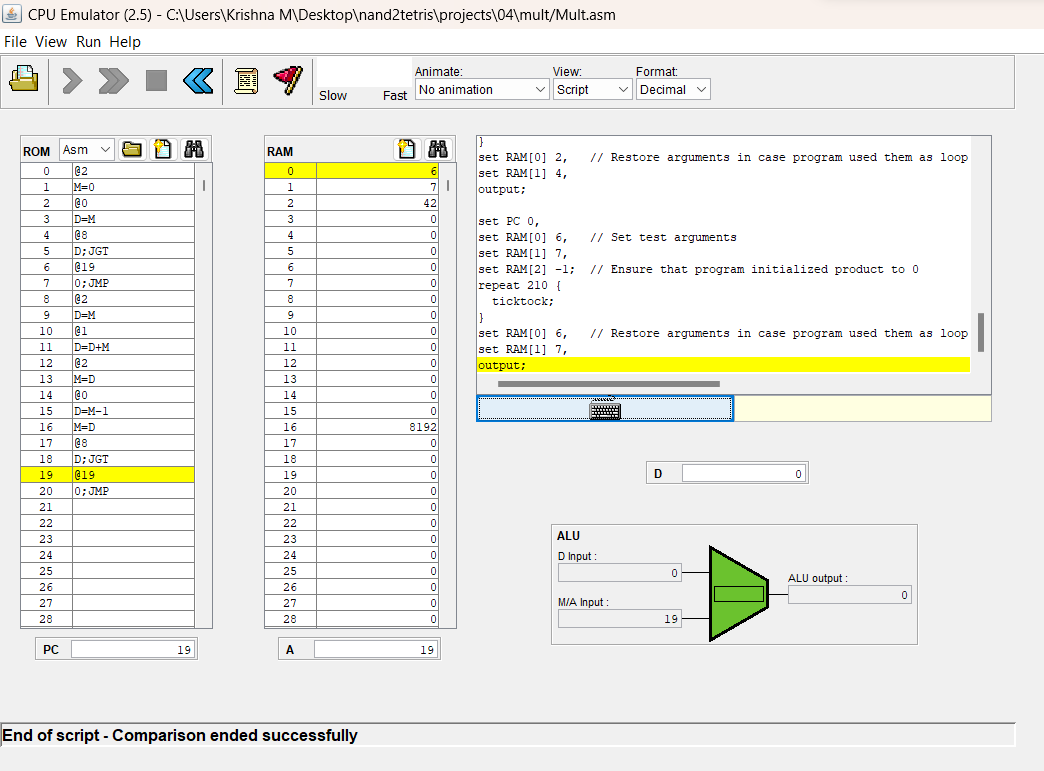 CPU Emulator (2.5) - C:\Users\Krishna M\Desktop\nand2tetris\projects\04\mult/Mult.asm
File View Run Help
Animate: View: Format:
No animation Script Decimal
Slow Fast
ROM Asm
0 @2
1 M=0
2 @0
3 D=M
4 @8
5 D;JGT
6 @19
7 0;JMP
8 @2
9 D=M
10 @1
11 D=D+M
12 @2
13 M=D
14 @0
15 D=M-1
16 M=D
17 @8
18 D;JGT
19 @19
20 0;JMP
21
22
23
24
25
26
27
28
PC 19
RAM
0 6
1 7
2 42
3 0
4 0
5 0
6 0
7 0
8 0
9 0
10 0
11 0
12 0
13 0
14 0
15 0
16 8192
17 0
18 0
19 0
20 0
21 0
22 0
23 0
24 0
25 0
26 0
27 0
28 0
A 19
}
set RAM[0] 2, // Restore arguments in case program used them as loop
set RAM[1] 4,
output;
set PC 0,
set RAM[0] 6, // Set test arguments
set RAM[1] 7,
set RAM[2] -1; // Ensure that program initialized product to 0
repeat 210 {
ticktock;
}
set RAM[0] 6, // Restore arguments in case program used them as loop
set RAM[1] 7,
output;
D 0
ALU
D Input :
0
M/A Input :
19
ALU output :
0
End of script - Comparison ended successfully